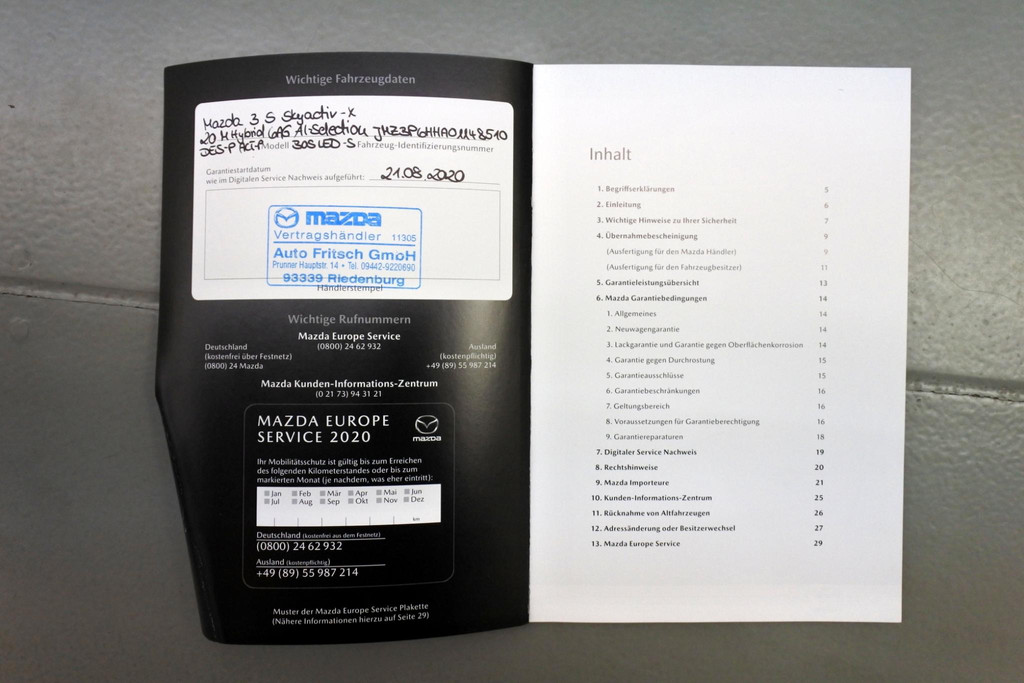 Wichtige Fahrzeugdaten
Mazda 3 S Skyactiv-X
20 M Hybrid 6AG Al-Selection JMZ3P6HHA01148510
DES-P ACT-P Modell 30S LED-S Fahrzeug-Identifizierungsnummer
Garantiestartdatum
wie im Digitalen Service Nachweis aufgeführt: 21.08.2020
mazda
Vertragshändler 11305
Auto Fritsch GmbH
Prunner Hauptstr. 14 • Tel. 09442-9220690
93339 Riedenburg
Händlerstempel
Wichtige Rufnummern
Mazda Europe Service
(0800) 24 62 932
Deutschland
(kostenfrei über Festnetz)
(0800) 24 Mazda
Ausland
(kostenpflichtig)
+49 (89) 55 987 214
Mazda Kunden-Informations-Zentrum
(0 21 73) 94 31 21
MAZDA EUROPE
SERVICE 2020
mazda
Ihr Mobilitätsschutz ist gültig bis zum Erreichen
des folgenden Kilometerstandes oder bis zum
markierten Monat (je nachdem, was eher eintritt):
Jan Feb Mär Apr Mai Jun
Jul Aug Sep Okt Nov Dez
km
Deutschland (kostenfrei aus dem Festnetz)
(0800) 24 62 932
Ausland (kostenpflichtig)
+49 (89) 55 987 214
Muster der Mazda Europe Service Plakette
(Nähere Informationen hierzu auf Seite 29)
Inhalt
1. Begriffserklärungen 5
2. Einleitung 6
3. Wichtige Hinweise zu Ihrer Sicherheit 7
4. Übernahmebescheinigung 9
(Ausfertigung für den Mazda Händler) 9
(Ausfertigung für den Fahrzeugbesitzer) 11
5. Garantieleistungsübersicht 13
6. Mazda Garantiebedingungen 14
1. Allgemeines 14
2. Neuwagengarantie 14
3. Lackgarantie und Garantie gegen Oberflächenkorrosion 14
4. Garantie gegen Durchrostung 15
5. Garantieausschlüsse 15
6. Garantiebeschränkungen 16
7. Geltungsbereich 16
8. Voraussetzungen für Garantieberechtigung 16
9. Garantiereparaturen 18
7. Digitaler Service Nachweis 19
8. Rechtshinweise 20
9. Mazda Importeure 21
10. Kunden-Informations-Zentrum 25
11. Rücknahme von Altfahrzeugen 26
12. Adressänderung oder Besitzerwechsel 27
13. Mazda Europe Service 29